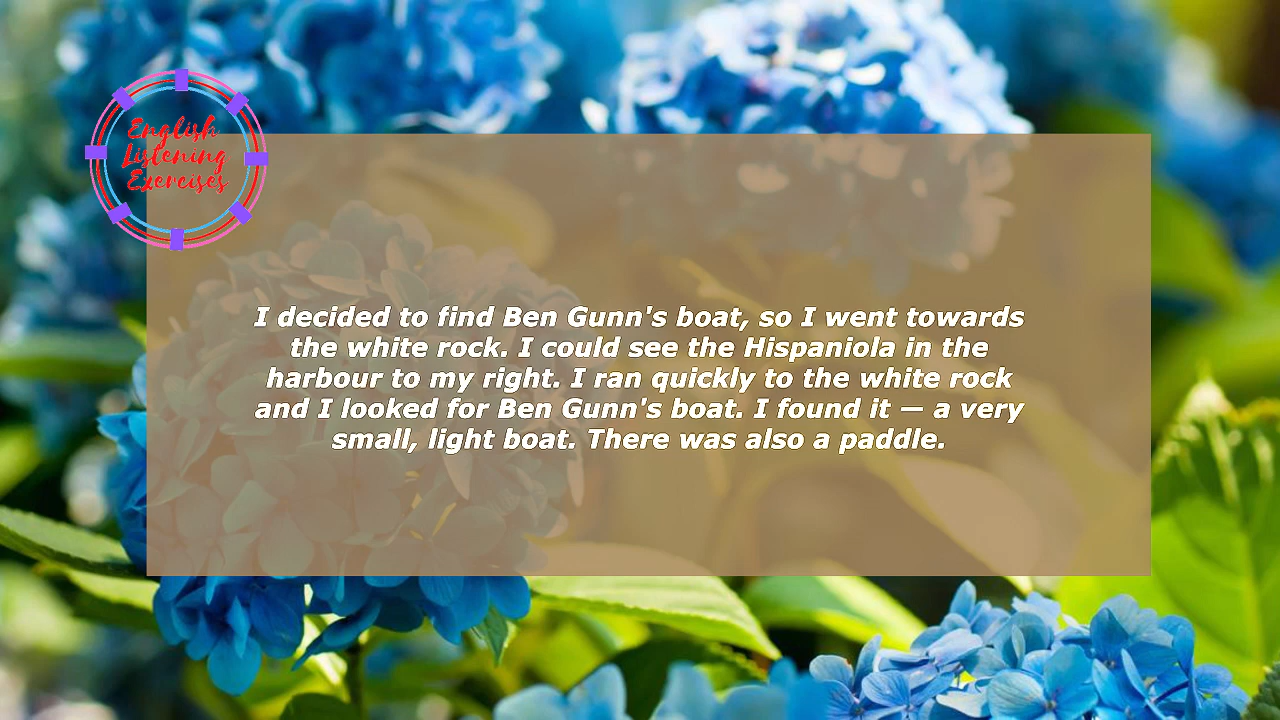 English
Listening
Exercises
I decided to find Ben Gunn's boat, so I went towards
the white rock. I could see the Hispaniola in the
harbour to my right. I ran quickly to the white rock
and I looked for Ben Gunn's boat. I found it — a very
small, light boat. There was also a paddle.